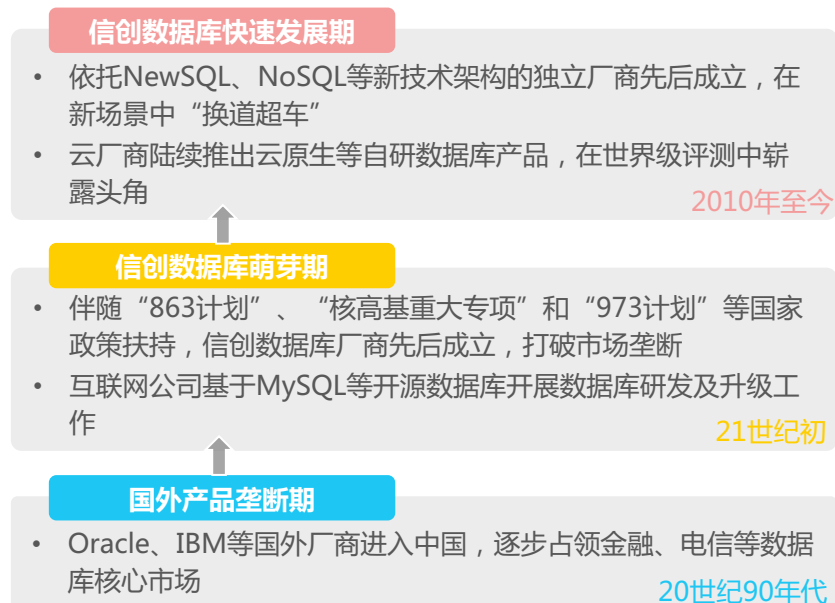 信创数据库快速发展期
• 依托NewSQL、NoSQL等新技术架构的独立厂商先后成立，在
新场景中“换道超车”
• 云厂商陆续推出云原生等自研数据库产品，在世界级评测中崭
露头角
2010年至今
信创数据库萌芽期
• 伴随“863计划”、“核高基重大专项”和“973计划”等国家
政策扶持，信创数据库厂商先后成立，打破市场垄断
• 互联网公司基于MySQL等开源数据库开展数据库研发及升级工
作
21世纪初
国外产品垄断期
• Oracle、IBM等国外厂商进入中国，逐步占领金融、电信等数据
库核心市场
20世纪90年代